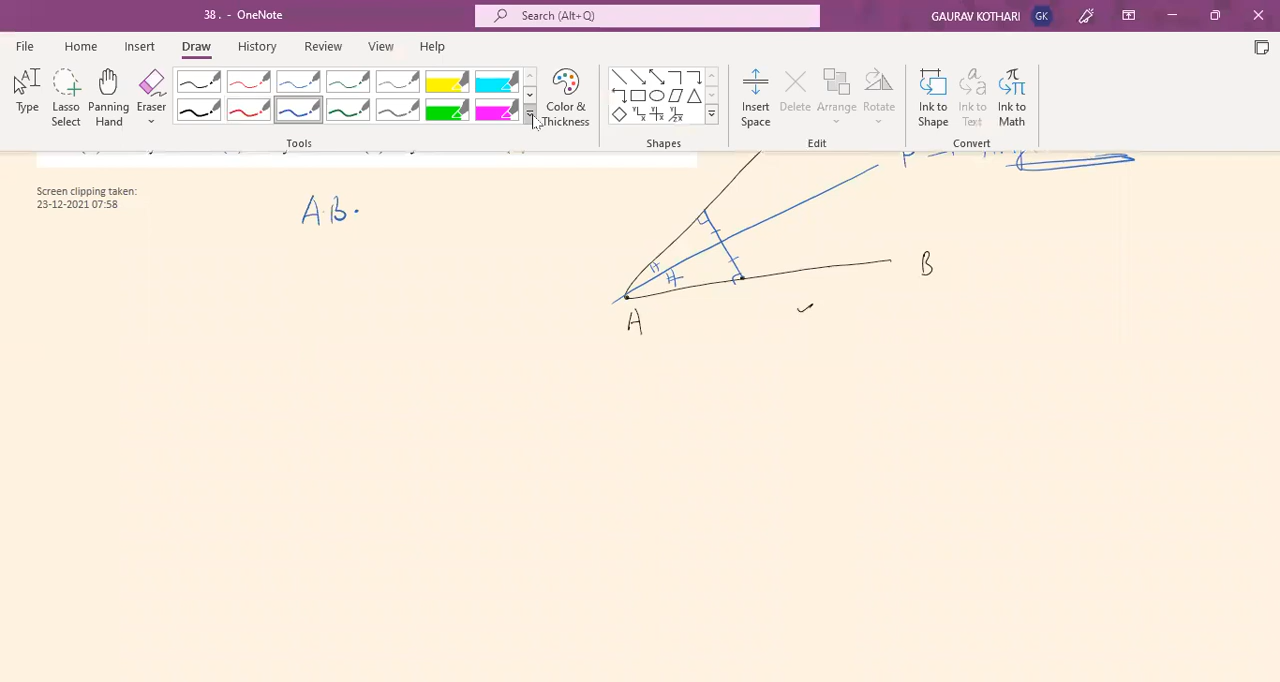 38 . - OneNote
Search (Alt+Q)
GAURAV KOTHARI GK
File Home Insert Draw History Review View Help
Type
Lasso Select
Panning Hand
Eraser
Color & Thickness
Insert Space
Delete
Arrange
Rotate
Ink to Shape
Ink to Text
Ink to Math
Tools Shapes Edit Convert
Screen clipping taken:
23-12-2021 07:58
A.B.
B
A